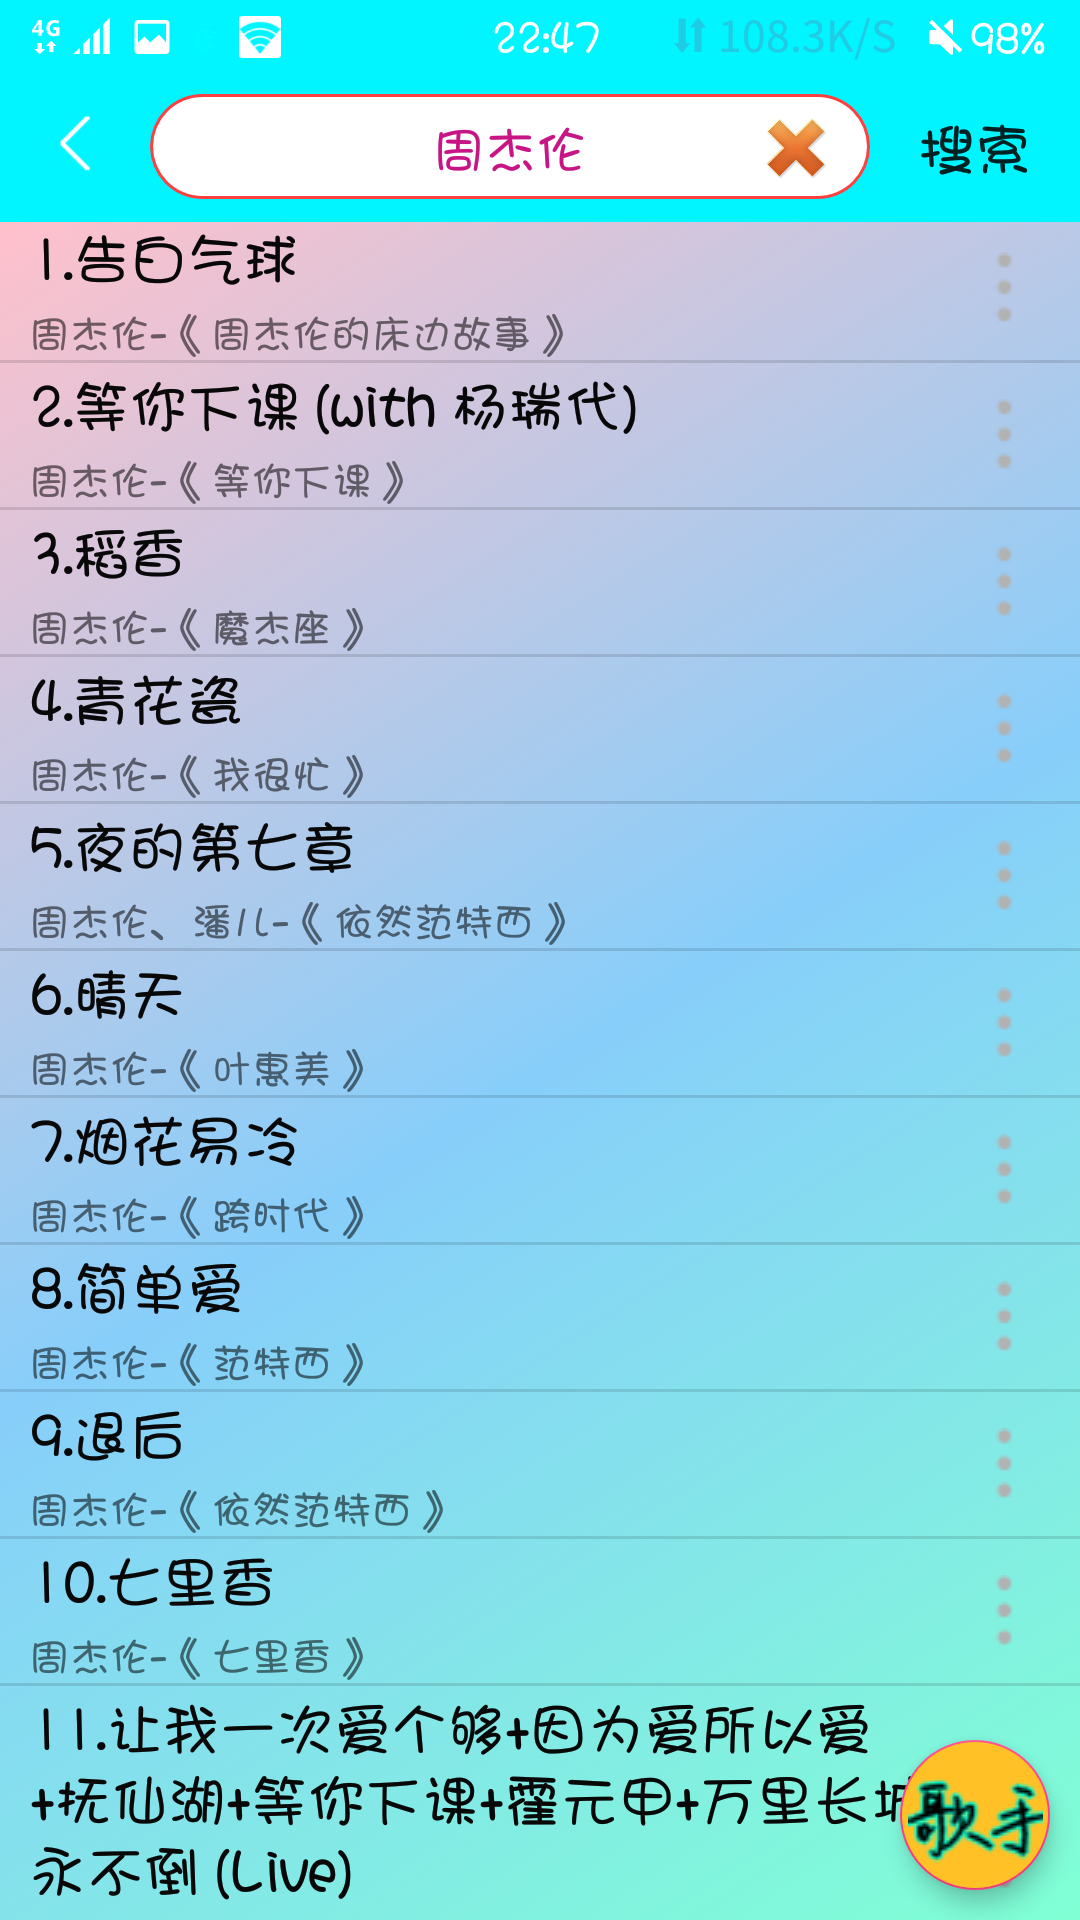 4G 22:47 108.3K/S 98%
周杰伦 搜索
1.告白气球
周杰伦-《 周杰伦的床边故事 》
2.等你下课 (with 杨瑞代)
周杰伦-《 等你下课 》
3.稻香
周杰伦-《 魔杰座 》
4.青花瓷
周杰伦-《 我很忙 》
5.夜的第七章
周杰伦、潘儿-《 依然范特西 》
6.晴天
周杰伦-《 叶惠美 》
7.烟花易冷
周杰伦-《 跨时代 》
8.简单爱
周杰伦-《 范特西 》
9.退后
周杰伦-《 依然范特西 》
10.七里香
周杰伦-《 七里香 》
11.让我一次爱个够+因为爱所以爱
+抚仙湖+等你下课+霍元甲+万里长城
永不倒 (Live)
歌手